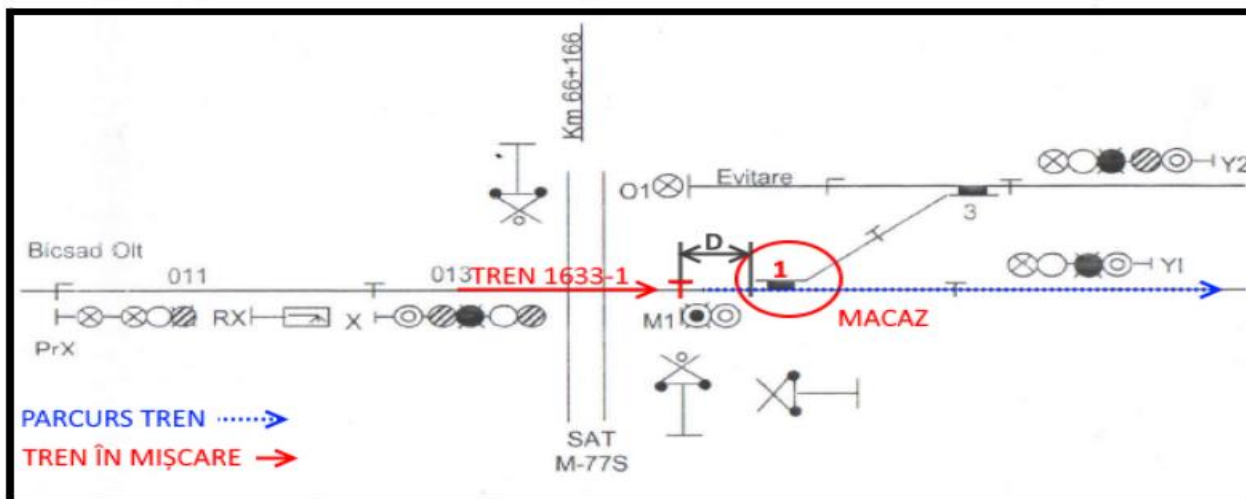 Km 66+166
O1
Evitare
Y2
3
Bicsad Olt
011
013
TREN 1633-1
D
1
MACAZ
YI
PrX
RX
X
M1
PARCURS TREN
TREN ÎN MIȘCARE
SAT
M-77S